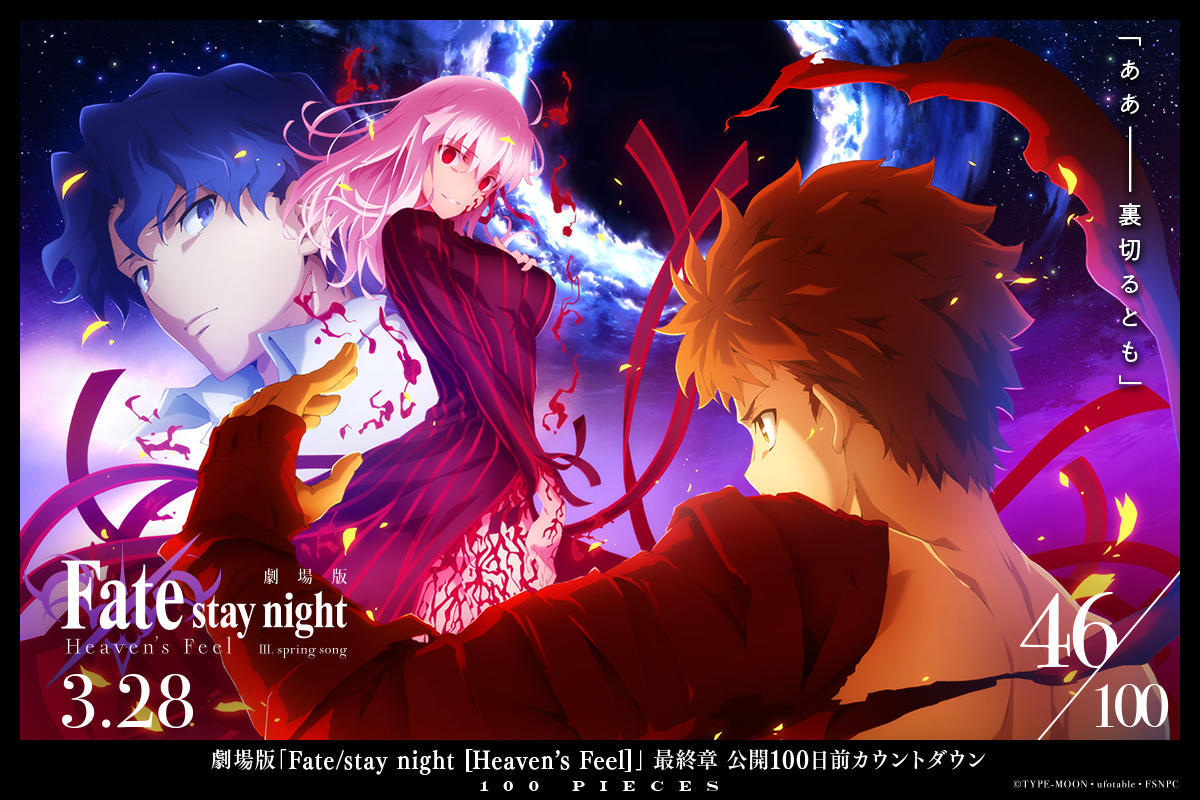 「ああ――裏切るとも」
劇場版
Fate
stay night
Heaven's Feel
III. spring song
3.28
46/100
劇場版「Fate/stay night [Heaven's Feel]」 最終章 公開100日前カウントダウン
100 PIECES
©TYPE-MOON・ufotable・FSNPC